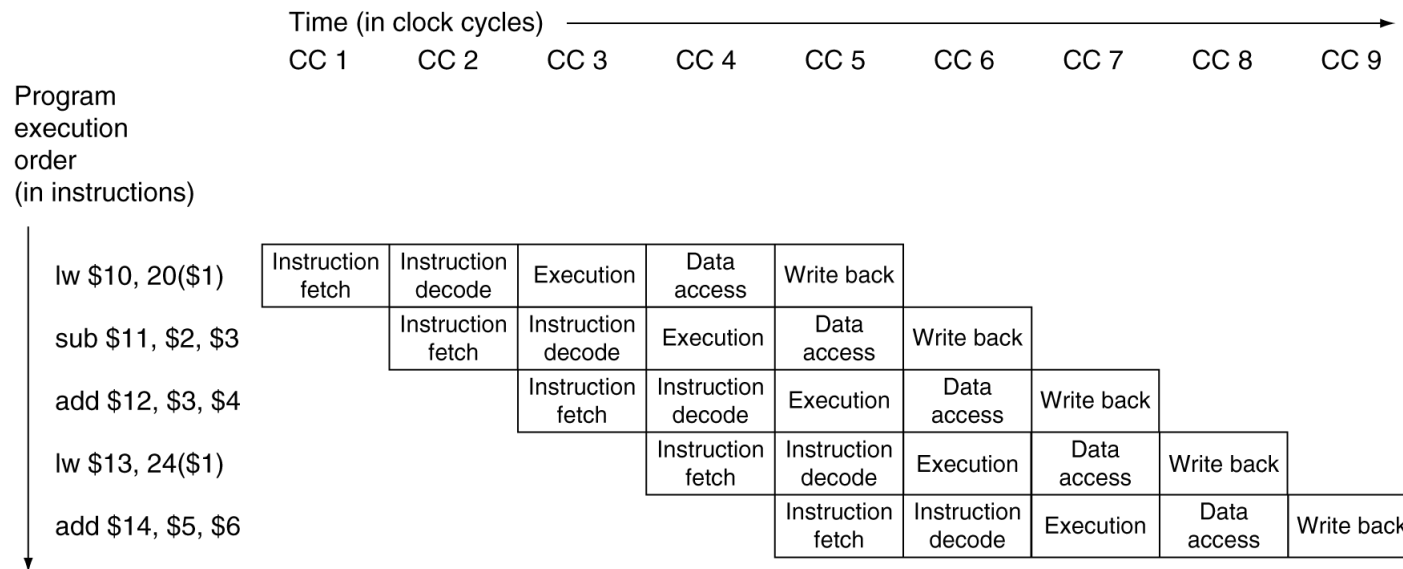 Time (in clock cycles)
CC 1 CC 2 CC 3 CC 4 CC 5 CC 6 CC 7 CC 8 CC 9
Program
execution
order
(in instructions)
lw $10, 20($1)
Instruction
fetch
Instruction
decode
Execution
Data
access
Write back
sub $11, $2, $3
Instruction
fetch
Instruction
decode
Execution
Data
access
Write back
add $12, $3, $4
Instruction
fetch
Instruction
decode
Execution
Data
access
Write back
lw $13, 24($1)
Instruction
fetch
Instruction
decode
Execution
Data
access
Write back
add $14, $5, $6
Instruction
fetch
Instruction
decode
Execution
Data
access
Write back